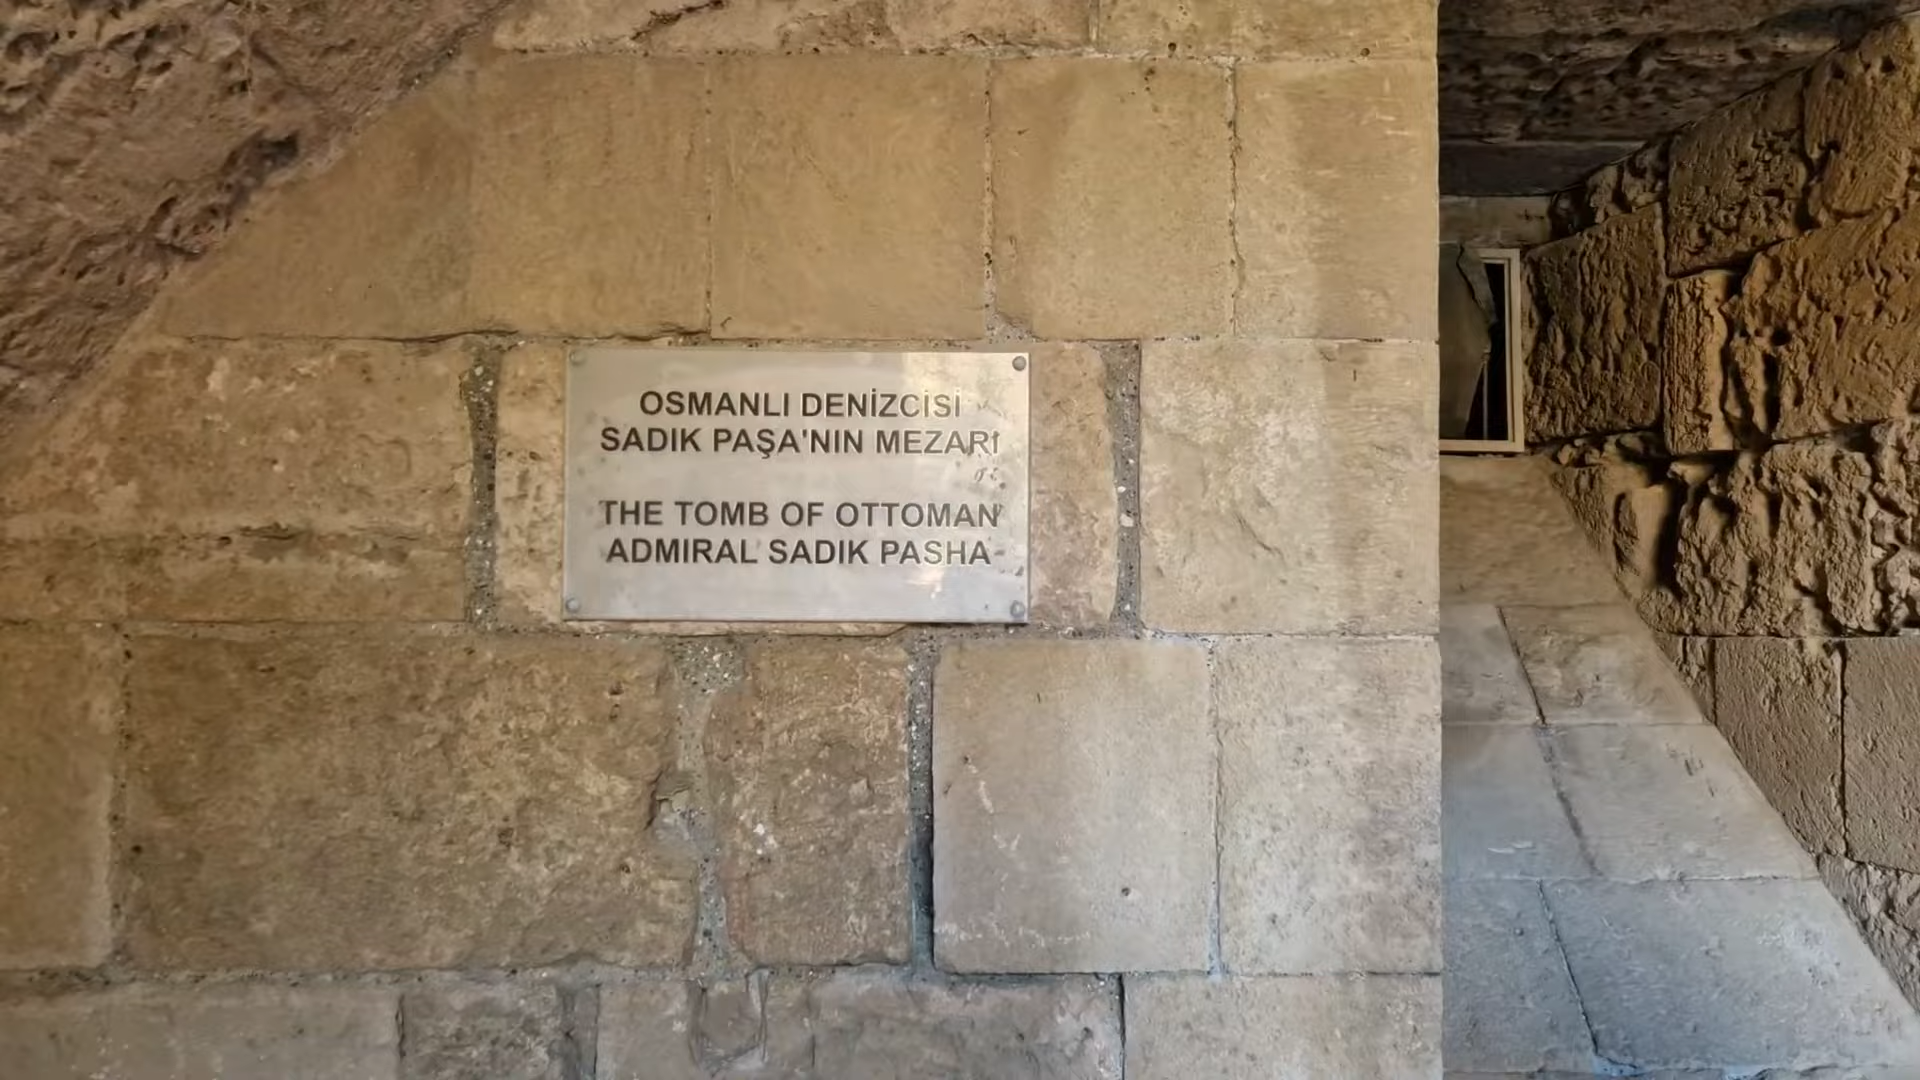 OSMANLI DENİZCİSİ
SADIK PAŞA'NIN MEZARI
THE TOMB OF OTTOMAN
ADMIRAL SADIK PASHA